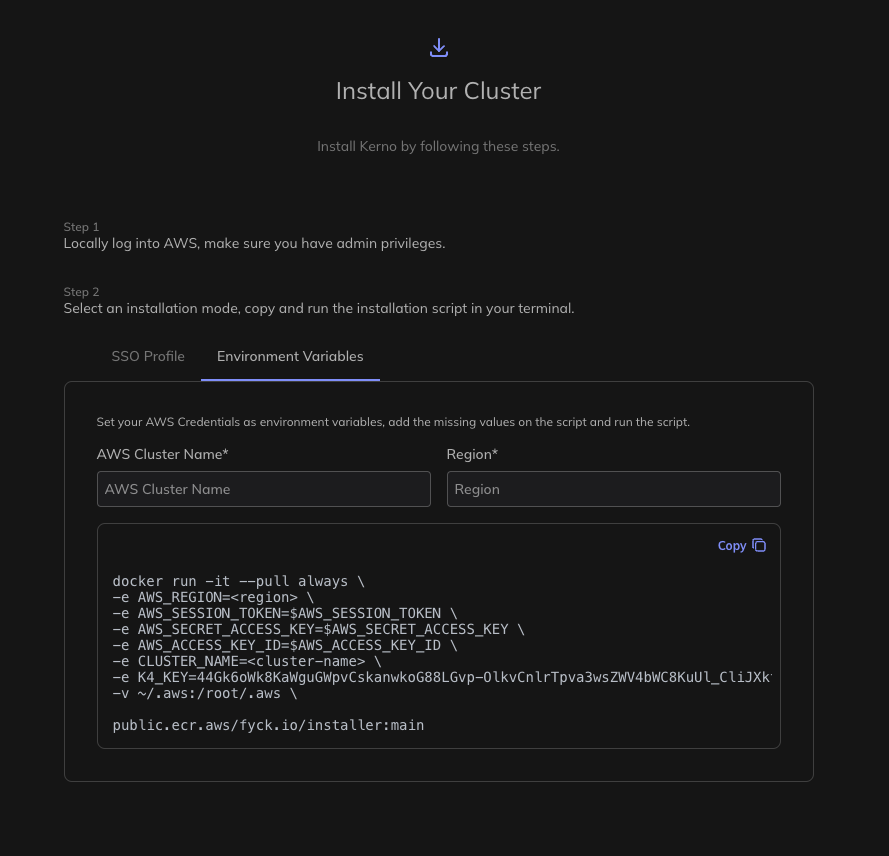 Install Your Cluster
Install Kerno by following these steps.
Step 1
Locally log into AWS, make sure you have admin privileges.
Step 2
Select an installation mode, copy and run the installation script in your terminal.
SSO Profile Environment Variables
Set your AWS Credentials as environment variables, add the missing values on the script and run the script.
AWS Cluster Name* Region*
AWS Cluster Name Region
Copy
docker run -it --pull always \
-e AWS_REGION=<region> \
-e AWS_SESSION_TOKEN=$AWS_SESSION_TOKEN \
-e AWS_SECRET_ACCESS_KEY=$AWS_SECRET_ACCESS_KEY \
-e AWS_ACCESS_KEY_ID=$AWS_ACCESS_KEY_ID \
-e CLUSTER_NAME=<cluster-name> \
-e K4_KEY=44Gk6oWk8KaWguGWpvCskanwkoG88LGvp-OlkvCnlrTpva3wsZWV4bWC8KuUl_CliJXk
-v ~/.aws:/root/.aws \
public.ecr.aws/fyck.io/installer:main